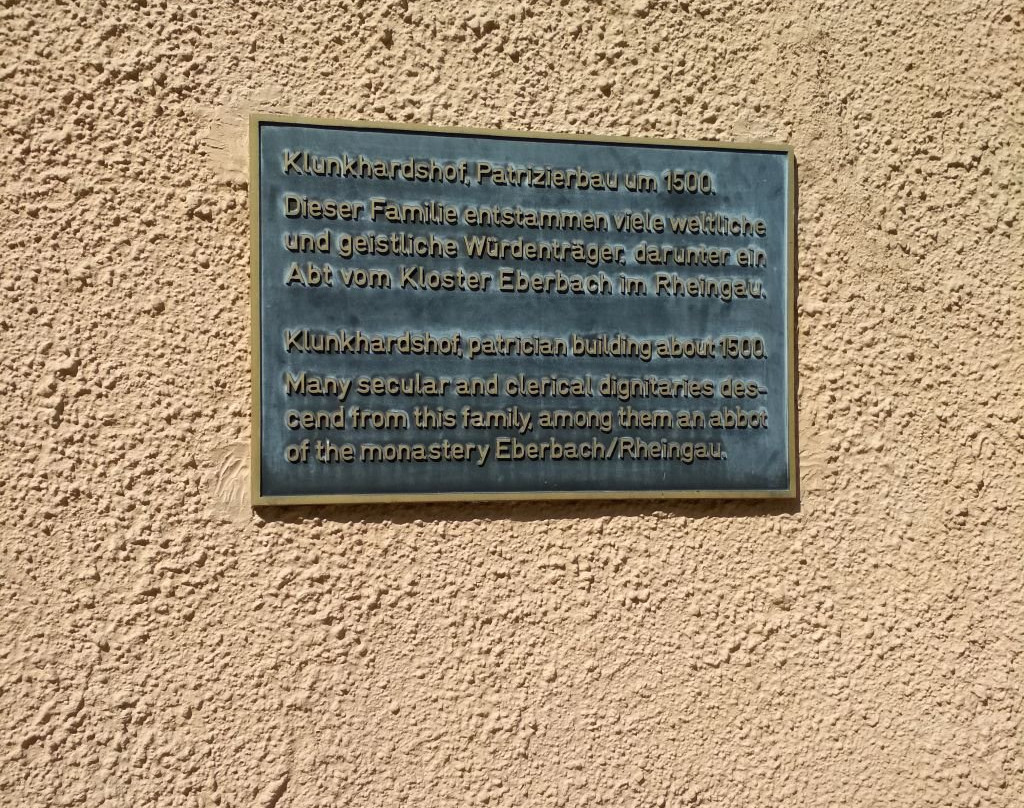 Klunkhardshof, Patrizierbau um 1500.
Dieser Familie entstammen viele weltliche
und geistliche Würdenträger, darunter ein
Abt vom Kloster Eberbach im Rheingau.
Klunkhardshof, patrician building about 1500.
Many secular and clerical dignitaries des-
cend from this family, among them an abbot
of the monastery Eberbach/Rheingau.